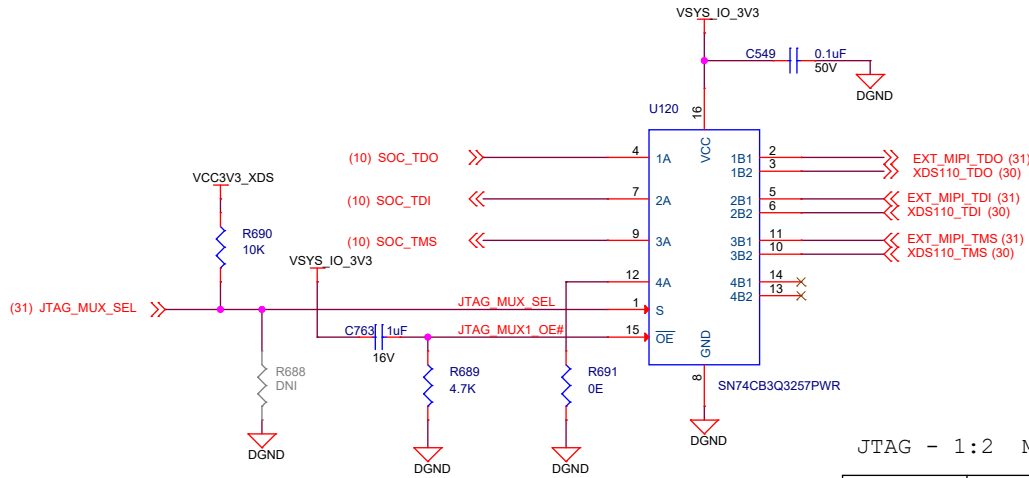 VSYS_IO_3V3
C549
0.1uF
50V
DGND
U120
16
VCC
(10) SOC_TDO
4
1A
1B1
2
EXT_MIPI_TDO (31)
1B2
3
XDS110_TDO (30)
VCC3V3_XDS
(10) SOC_TDI
7
2A
2B1
5
EXT_MIPI_TDI (31)
2B2
6
XDS110_TDI (30)
R690
10K
(10) SOC_TMS
9
3A
3B1
11
EXT_MIPI_TMS (31)
3B2
10
XDS110_TMS (30)
VSYS_IO_3V3
12
4A
4B1
14
4B2
13
(31) JTAG_MUX_SEL
JTAG_MUX_SEL
1
S
C763
1uF
16V
JTAG_MUX1_OE#
15
OE
GND
8
R688
DNI
R689
4.7K
R691
0E
SN74CB3Q3257PWR
DGND
DGND
DGND
DGND
JTAG - 1:2